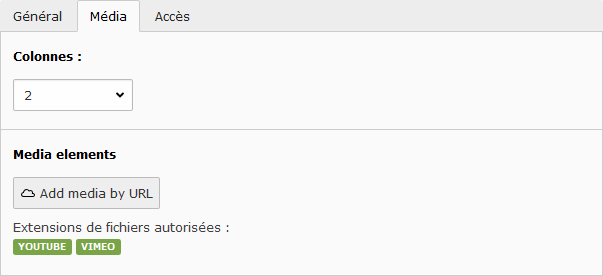 Général Média Accès
Colonnes :
2
Media elements
Add media by URL
Extensions de fichiers autorisées :
YOUTUBE VIMEO